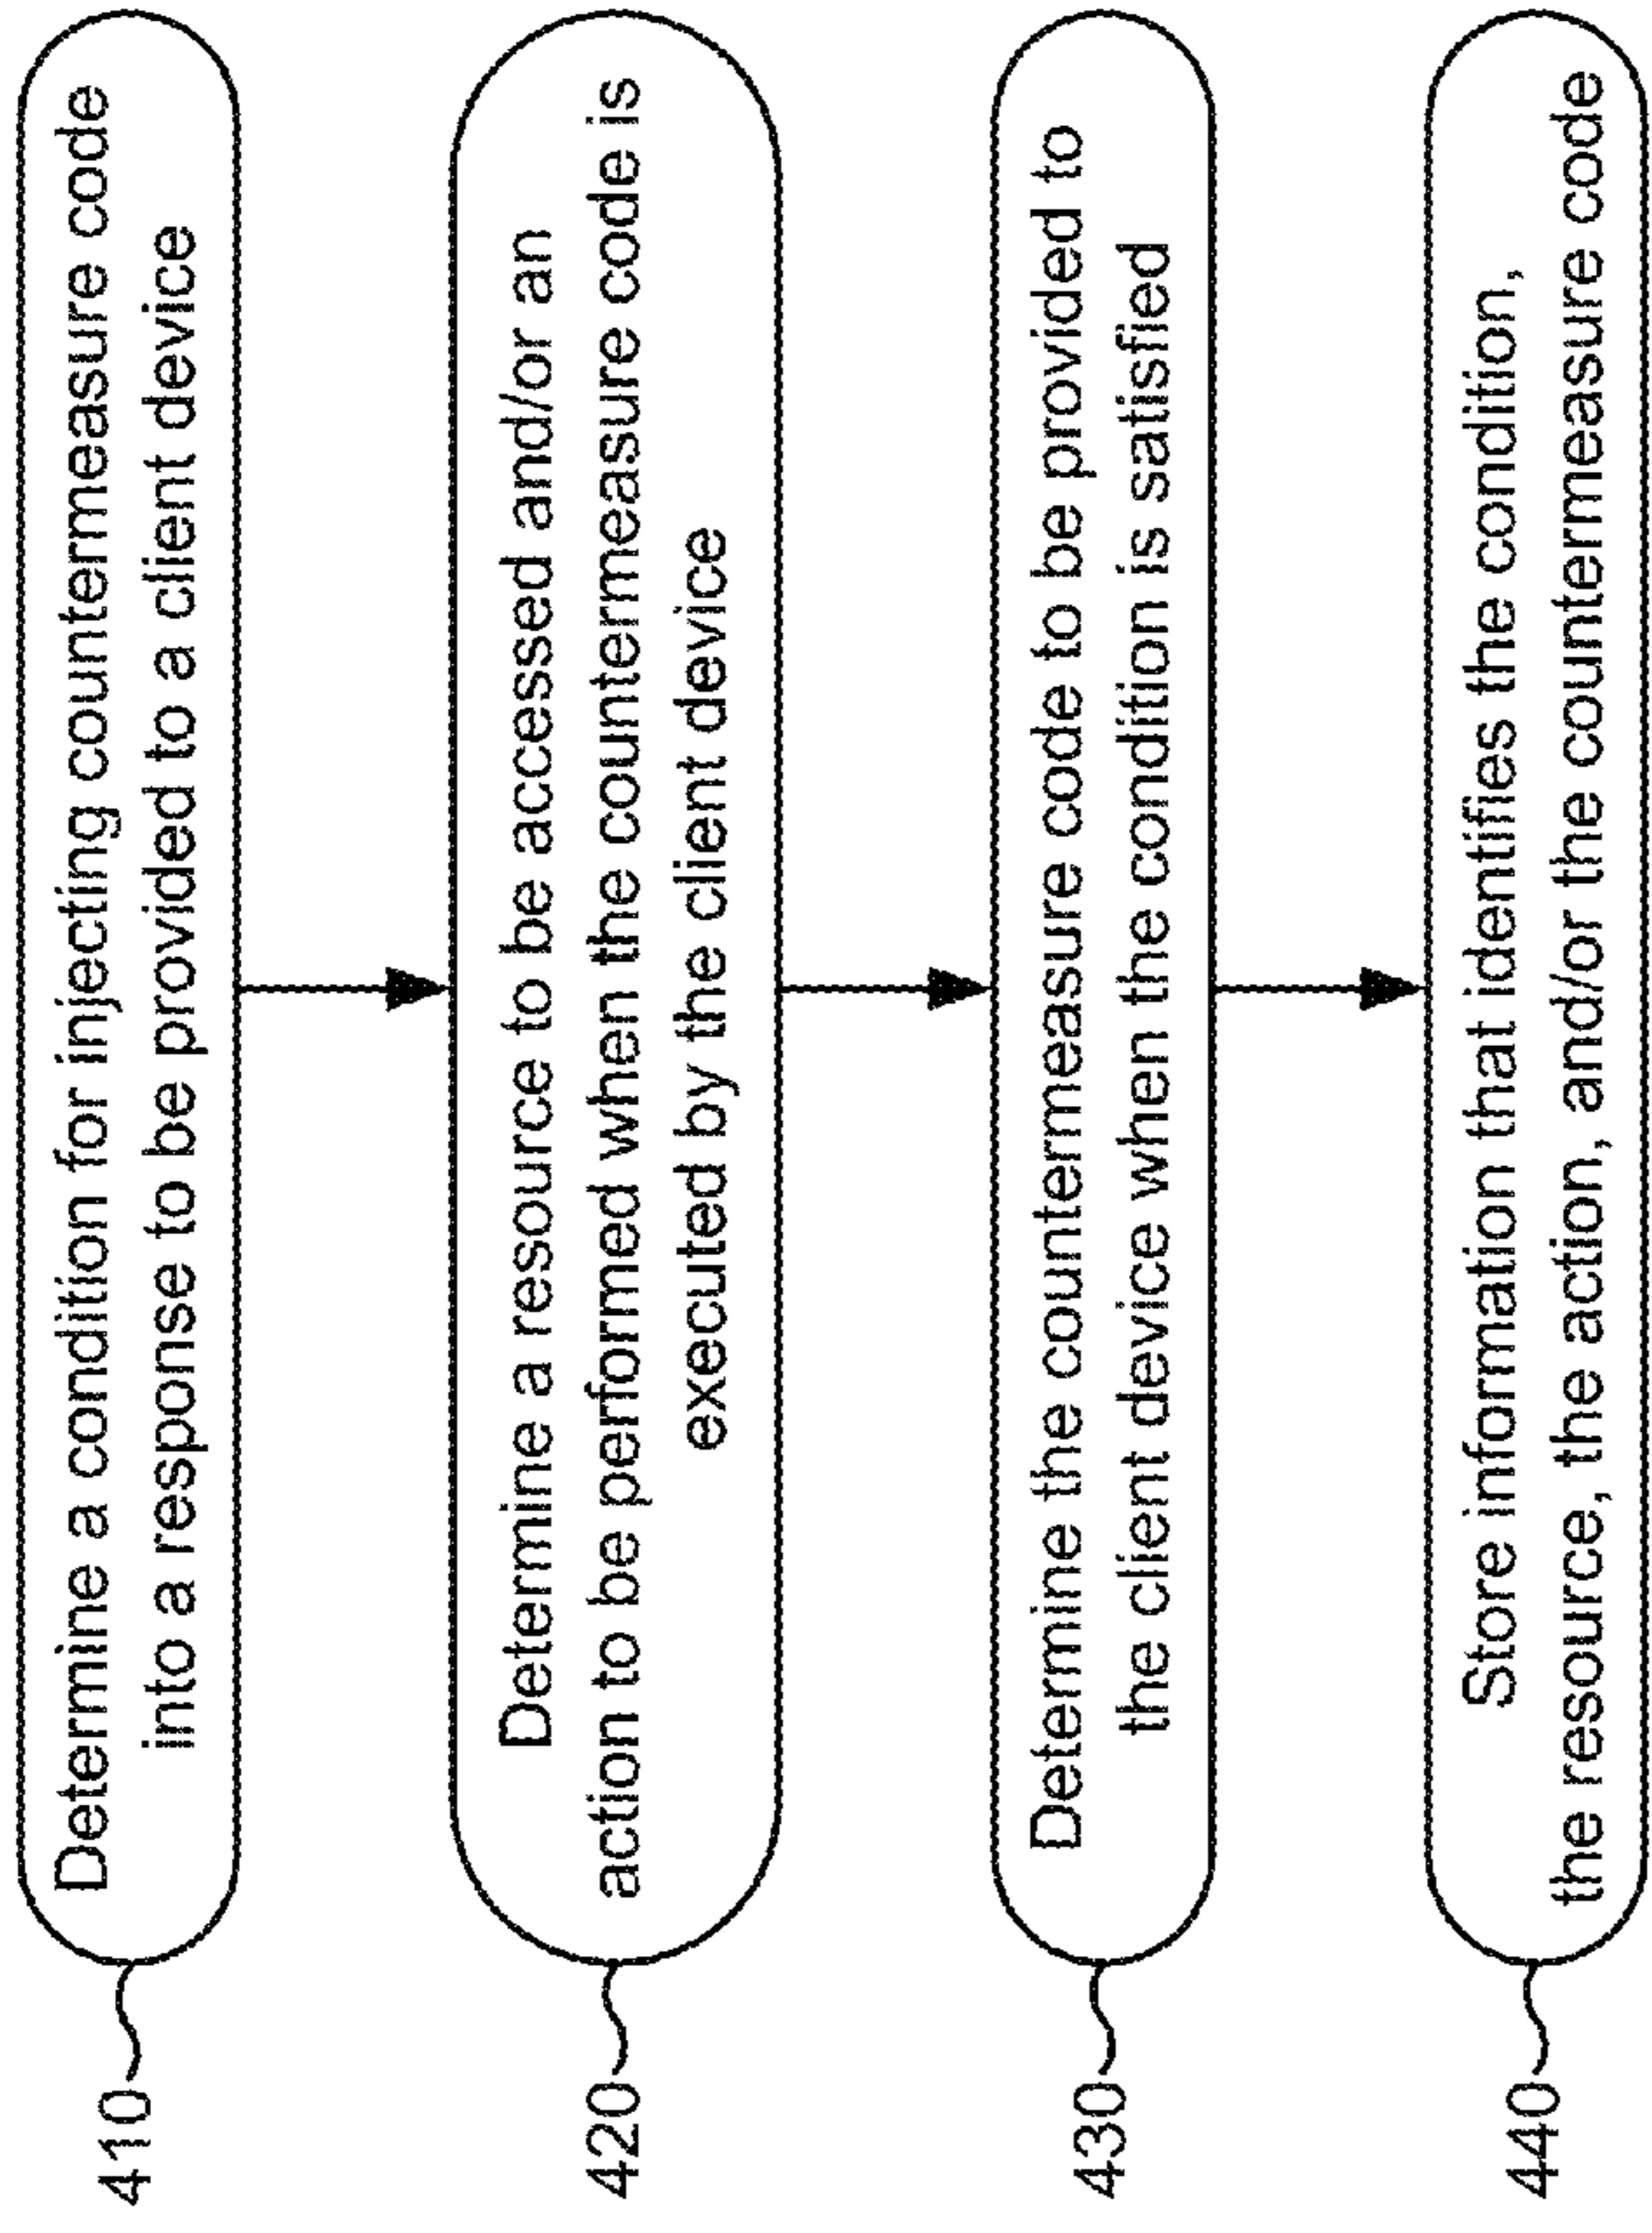 410
Determine a condition for injecting countermeasure code
into a response to be provided to a client device
420
Determine a resource to be accessed and/or an
action to be performed when the countermeasure code is
executed by the client device
430
Determine the countermeasure code to be provided to
the client device when the condition is satisfied
440
Store information that identifies the condition,
the resource, the action, and/or the countermeasure code